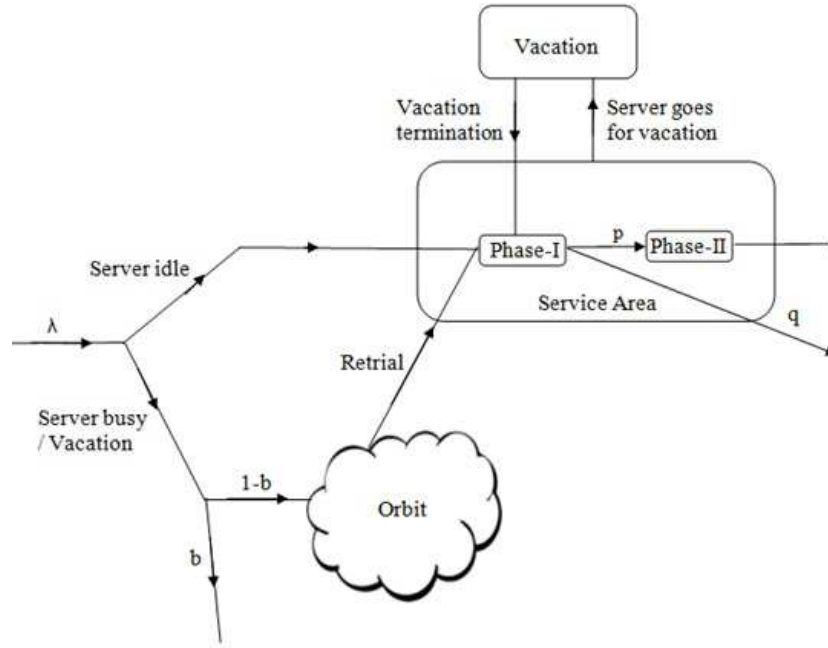 Vacation
Vacation
termination
Server goes
for vacation
Phase-I
p
Phase-II
Service Area
q
Server idle
λ
Retrial
Server busy
/ Vacation
1-b
Orbit
b